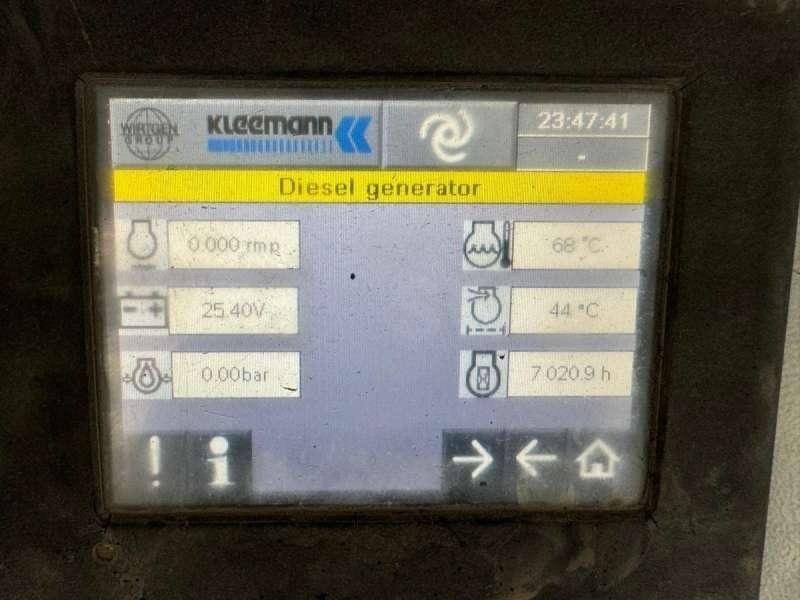 WIRTGEN
GROUP
Kleemann
23:47:41
-
Diesel generator
0.000 rmp
68 °C
25.40V
44 °C
0.00bar
7 020.9 h